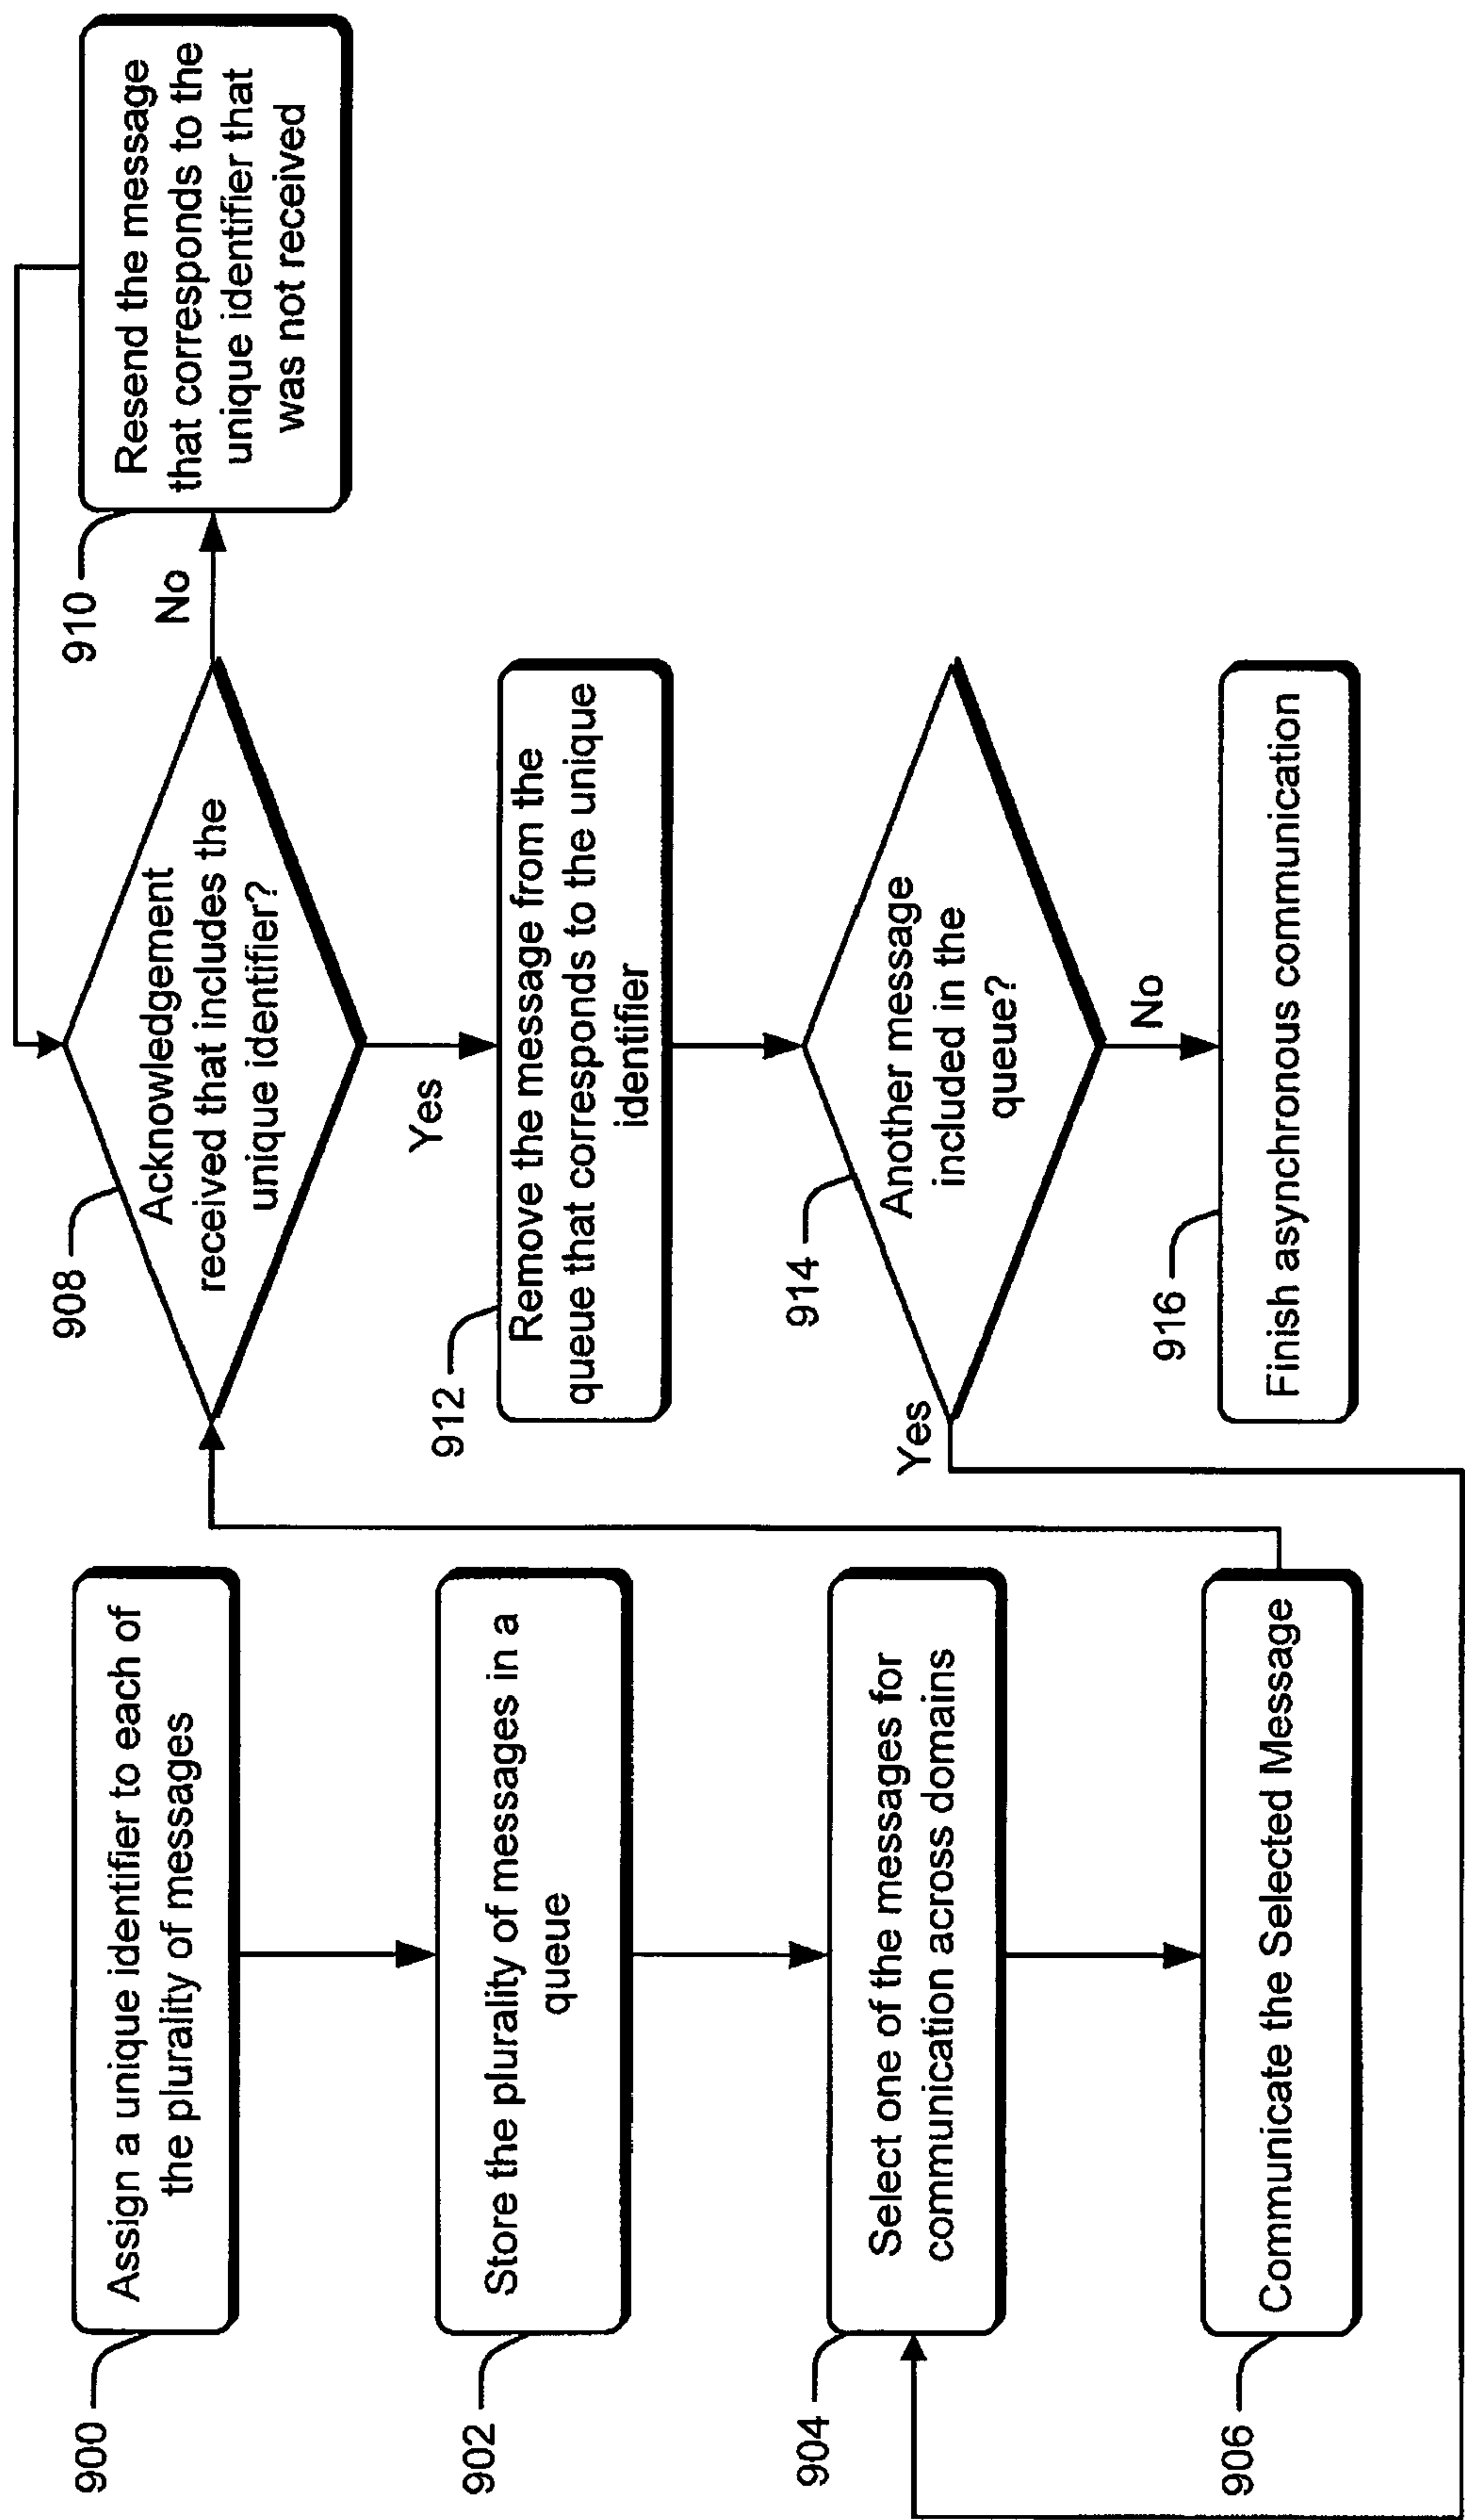 900
Assign a unique identifier to each of
the plurality of messages
902
Store the plurality of messages in a
queue
904
Select one of the messages for
communication across domains
906
Communicate the Selected Message
908
Acknowledgement
received that includes the
unique identifier?
No
910
Resend the message
that corresponds to the
unique identifier that
was not received
Yes
912
Remove the message from the
queue that corresponds to the unique
identifier
914
Another message
included in the
queue?
Yes
No
916
Finish asynchronous communication